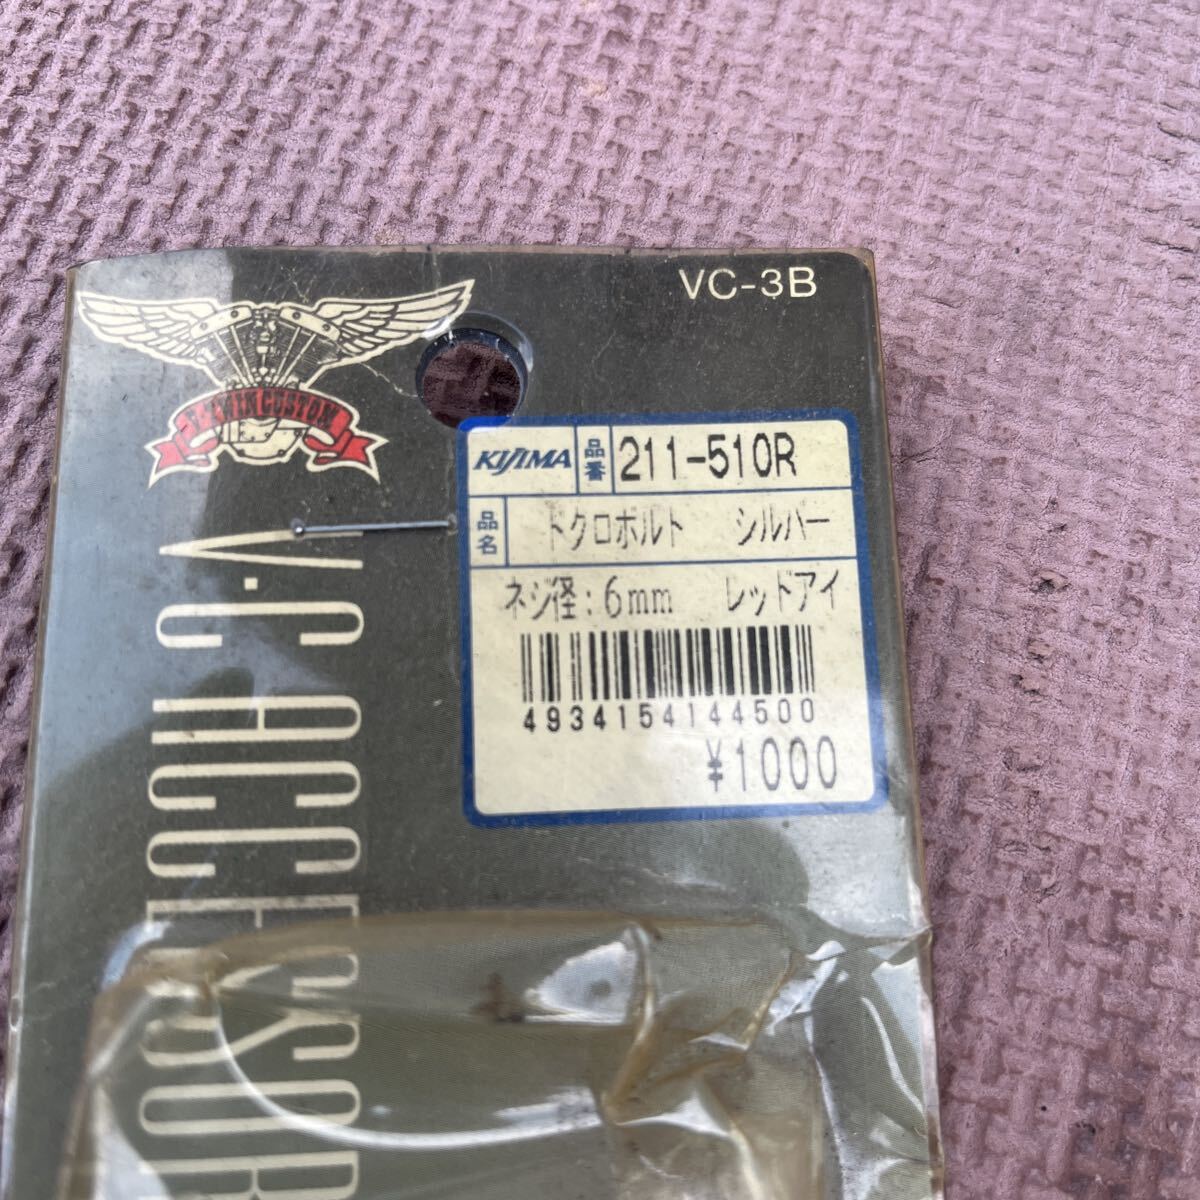 VC-3B
V-TWIN CUSTOM
KIJIMA 品番 211-510R
品名 ドクロボルト シルバー
ネジ径:6mm レッドアイ
4934154144500
¥1000
V・C ACCESSOR